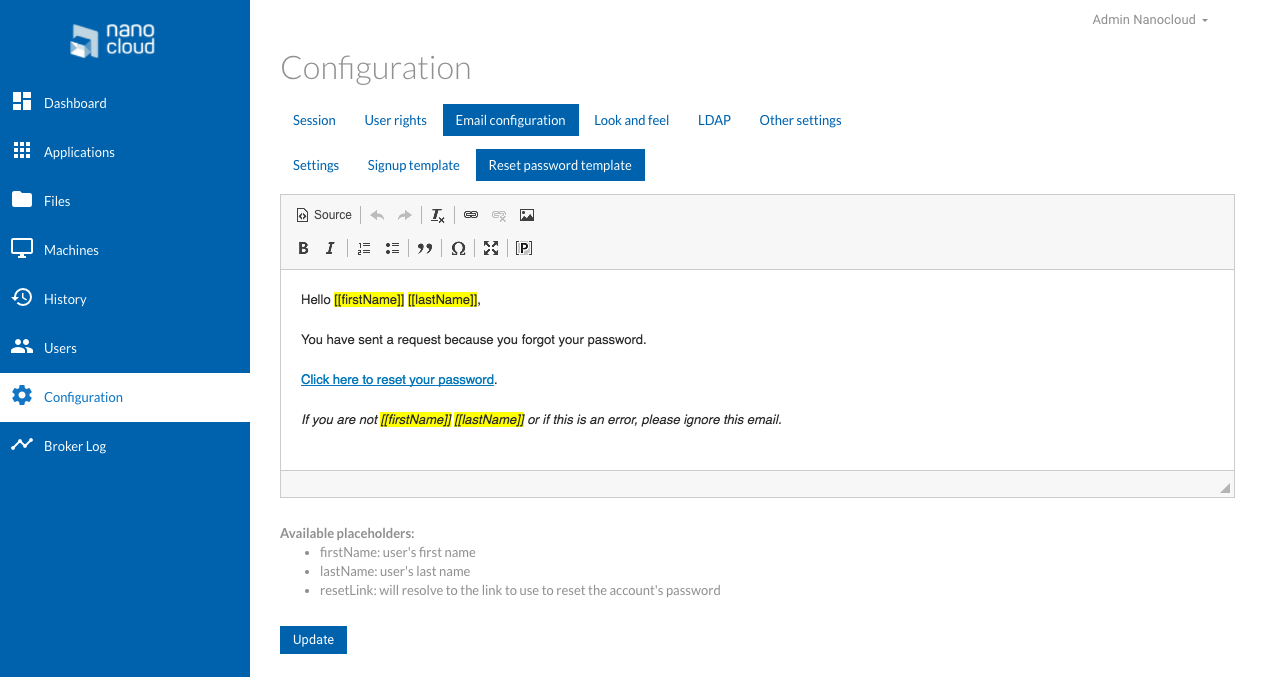 nano
cloud
Admin Nanocloud
Dashboard
Applications
Files
Machines
History
Users
Configuration
Broker Log
Configuration
Session User rights Email configuration Look and feel LDAP Other settings
Settings Signup template Reset password template
Source
B I Ω [P]
Hello [[firstName]] [[lastName]],
You have sent a request because you forgot your password.
Click here to reset your password.
If you are not [[firstName]] [[lastName]] or if this is an error, please ignore this email.
Available placeholders:
• firstName: user's first name
• lastName: user's last name
• resetLink: will resolve to the link to use to reset the account's password
Update